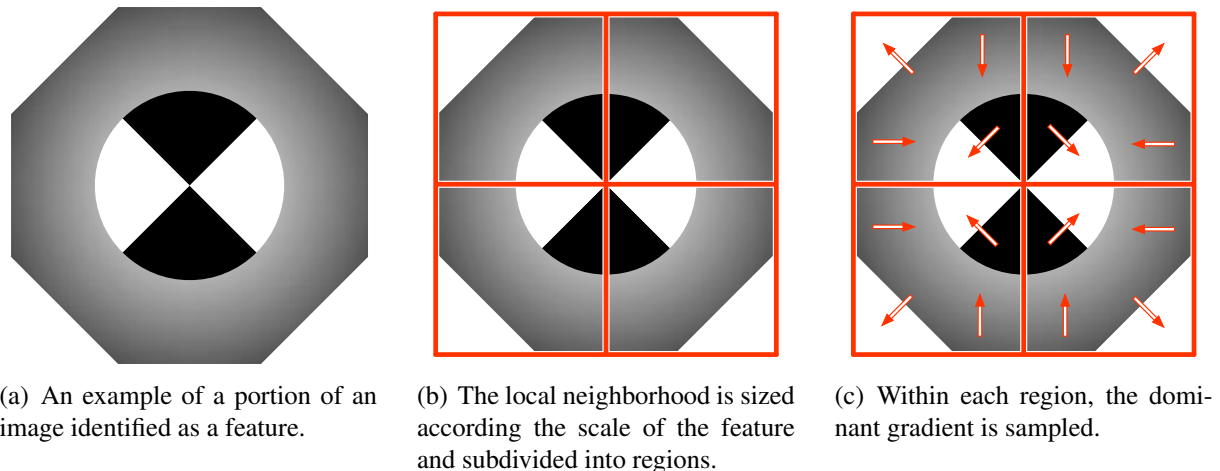 (a) An example of a portion of an
image identified as a feature.
(b) The local neighborhood is sized
according the scale of the feature
and subdivided into regions.
(c) Within each region, the domi-
nant gradient is sampled.